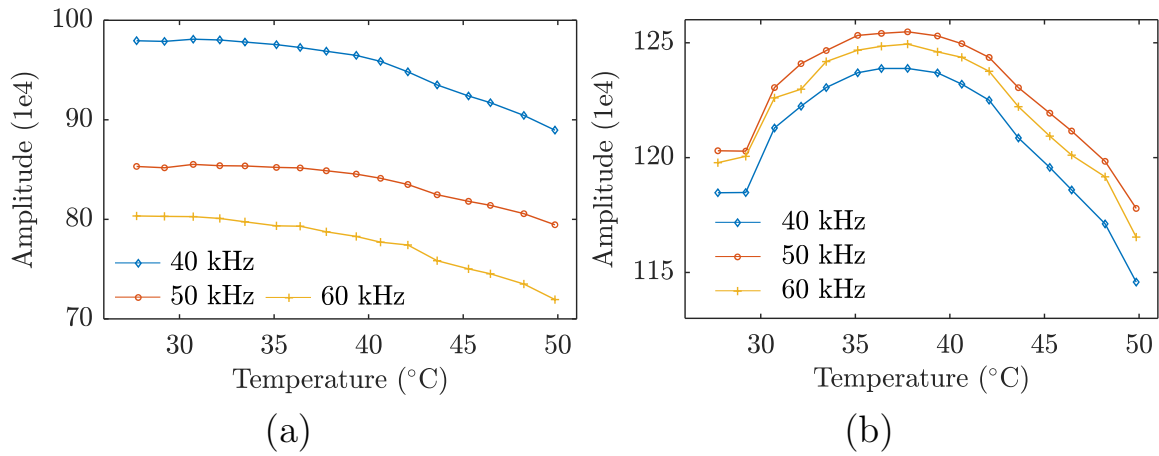 100
90
80
70
Amplitude (1e4)
40 kHz
50 kHz
60 kHz
30 35 40 45 50
Temperature (°C)
(a)
125
120
115
Amplitude (1e4)
40 kHz
50 kHz
60 kHz
30 35 40 45 50
Temperature (°C)
(b)